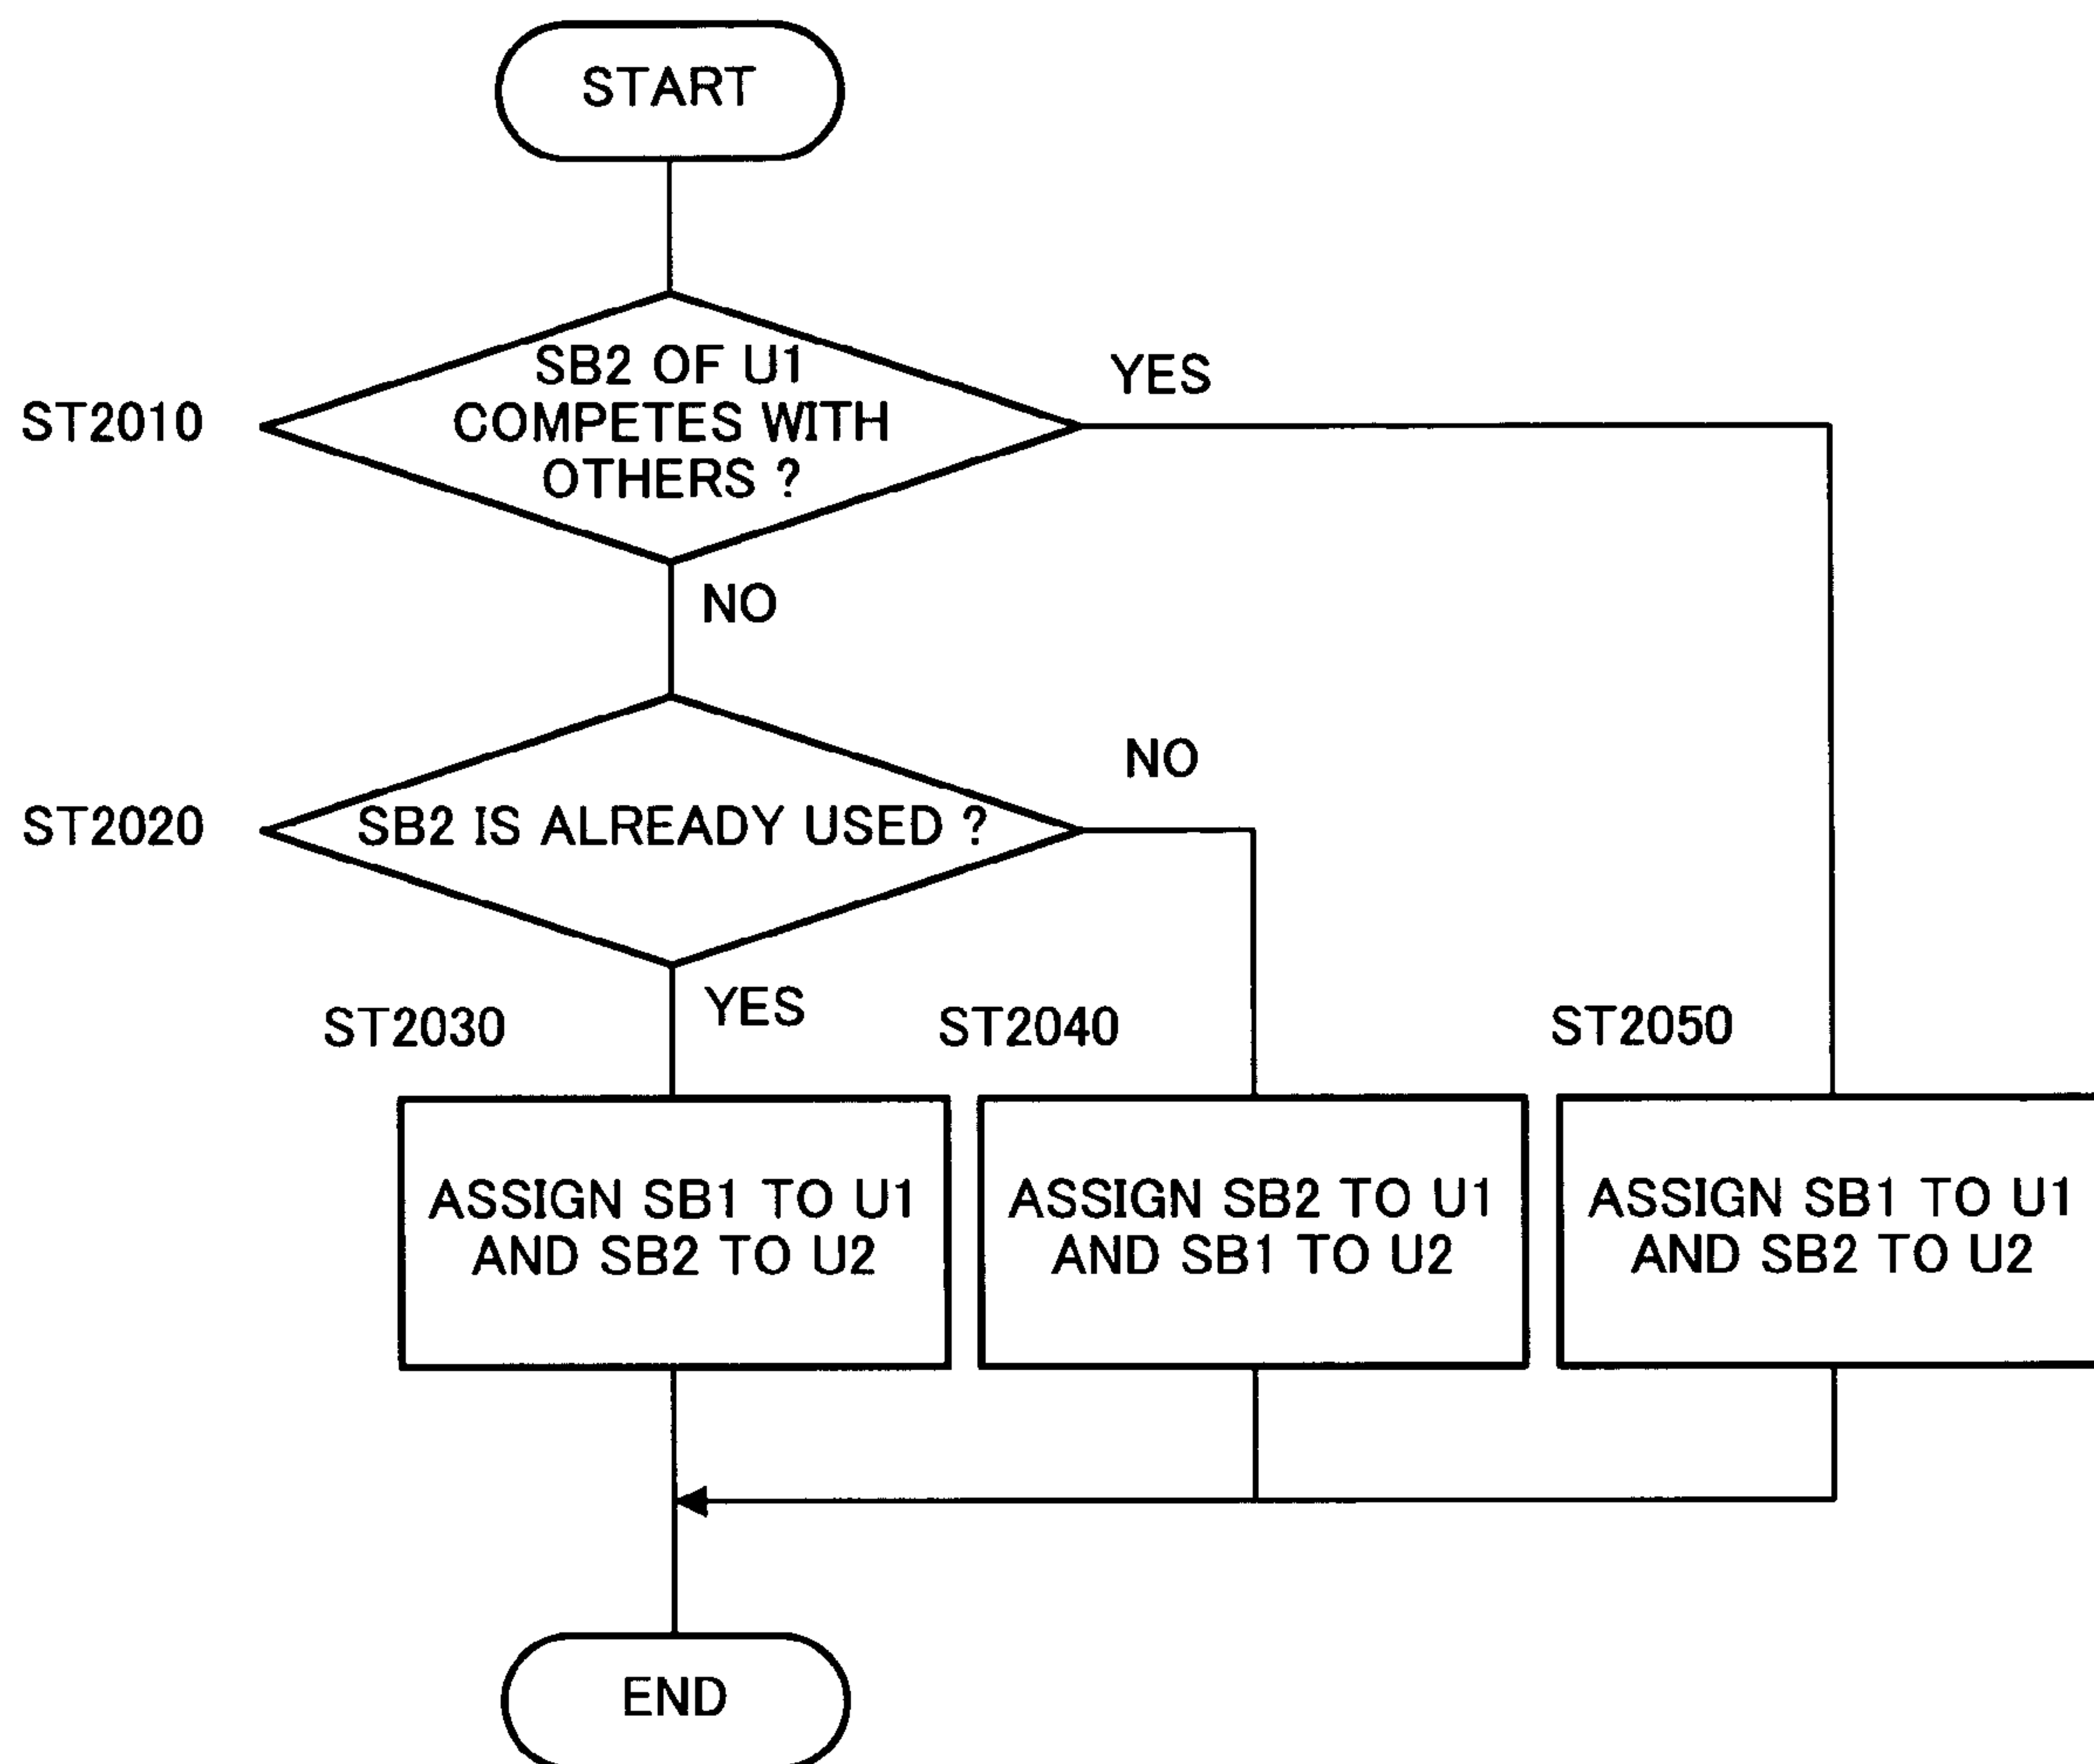 START
SB2 OF U1
COMPETES WITH
OTHERS ?
YES
ST2010
NO
SB2 IS ALREADY USED ?
NO
ST2020
YES
ST2030
ST2040
ST2050
ASSIGN SB1 TO U1
AND SB2 TO U2
ASSIGN SB2 TO U1
AND SB1 TO U2
ASSIGN SB1 TO U1
AND SB2 TO U2
END